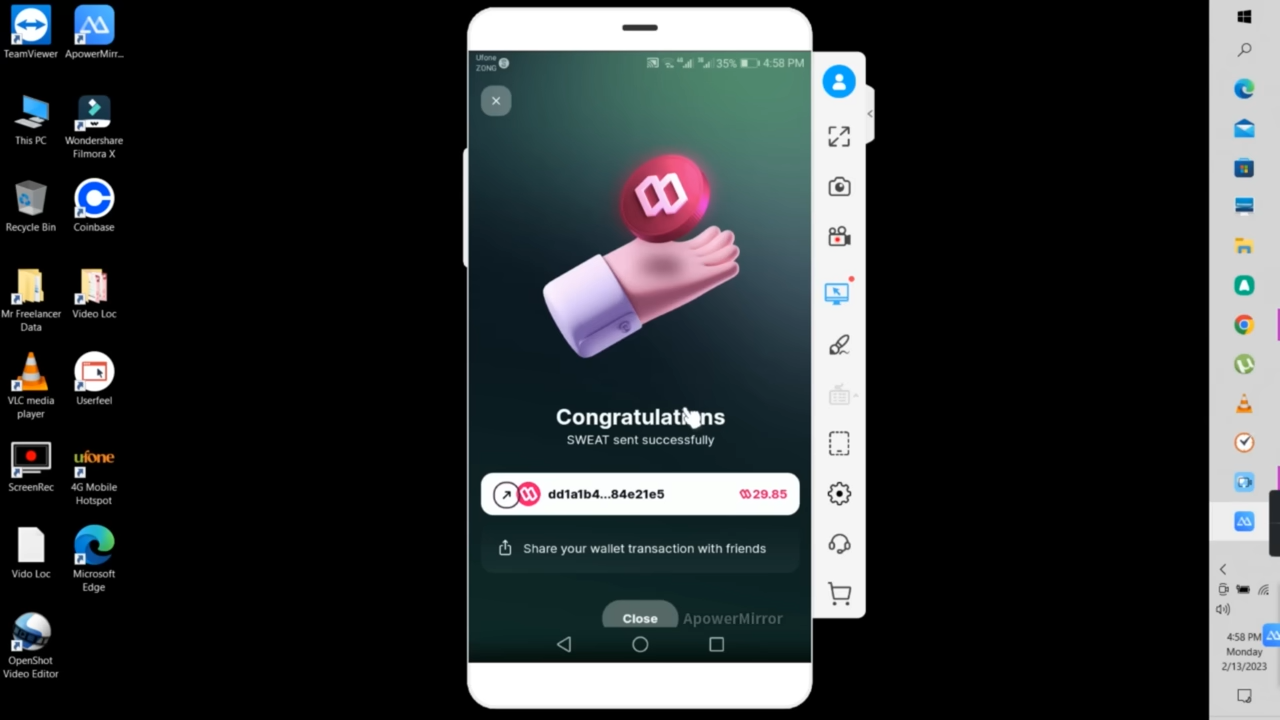 TeamViewer
ApowerMirr...
This PC
Wondershare
Filmora X
Recycle Bin
Coinbase
Mr Freelancer
Data
Video Loc
VLC media
player
Userfeel
ScreenRec
ufone
4G Mobile
Hotspot
Vido Loc
Microsoft
Edge
OpenShot
Video Editor
Ufone
ZONG
35%
4:58 PM
Congratulations
SWEAT sent successfully
dd1a1b4...84e21e5
29.85
Share your wallet transaction with friends
Close
ApowerMirror
4:58 PM
Monday
2/13/2023